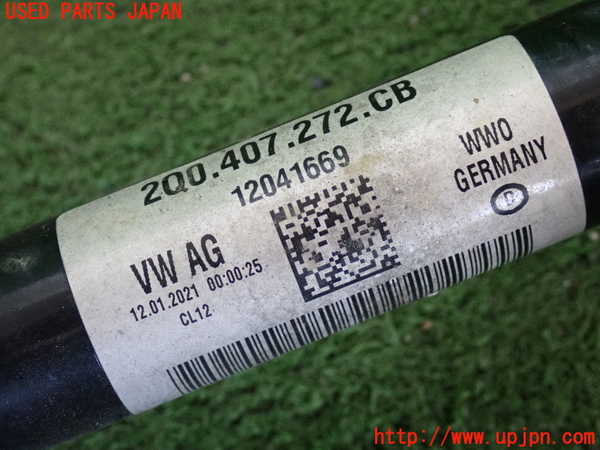 USED PARTS JAPAN
2Q0.407.272.CB
12041669
WWO
GERMANY
D
VW AG
12.01.2021 00:00:25
CL12
http://www.upjpn.com